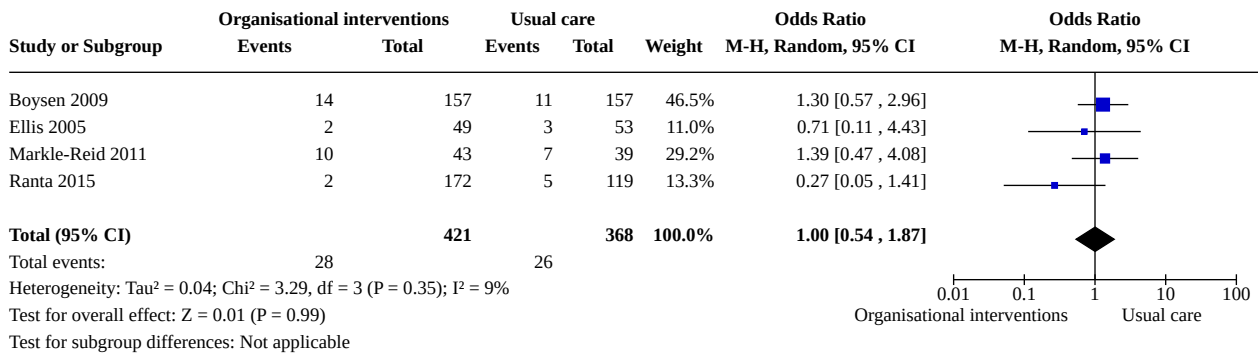 Organisational interventions Usual care Odds Ratio Odds Ratio
Study or Subgroup Events Total Events Total Weight M-H, Random, 95% CI M-H, Random, 95% CI
Boysen 2009 14 157 11 157 46.5% 1.30 [0.57 , 2.96]
Ellis 2005 2 49 3 53 11.0% 0.71 [0.11 , 4.43]
Markle-Reid 2011 10 43 7 39 29.2% 1.39 [0.47 , 4.08]
Ranta 2015 2 172 5 119 13.3% 0.27 [0.05 , 1.41]
Total (95% CI) 421 368 100.0% 1.00 [0.54 , 1.87]
Total events: 28 26
Heterogeneity: Tau² = 0.04; Chi² = 3.29, df = 3 (P = 0.35); I² = 9%
0.01 0.1 1 10 100
Test for overall effect: Z = 0.01 (P = 0.99)
Organisational interventions Usual care
Test for subgroup differences: Not applicable